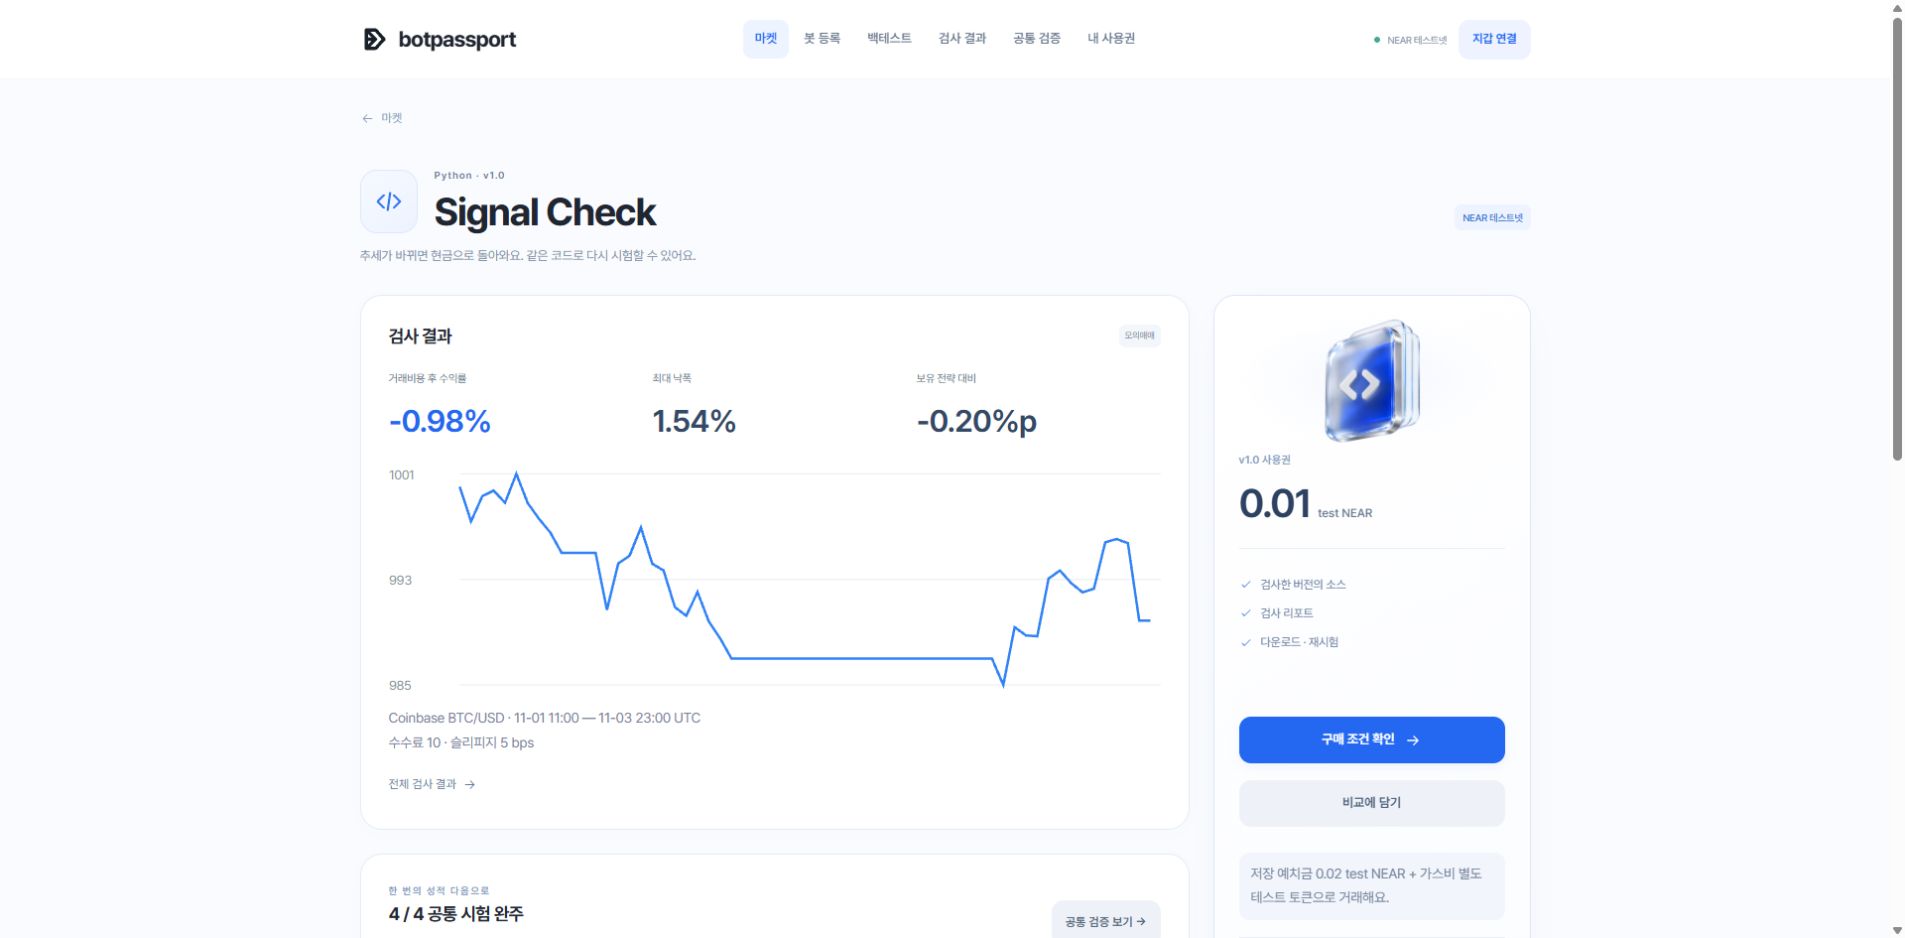 botpassport
마켓
봇 등록
백테스트
검사 결과
공통 검증
내 사용권
NEAR 테스트넷
지갑 연결
← 마켓
Python · v1.0
Signal Check
NEAR 테스트넷
추세가 바뀌면 현금으로 돌아와요. 같은 코드로 다시 시험할 수 있어요.
검사 결과
모의매매
거래비용 후 수익률
-0.98%
최대 낙폭
1.54%
보유 전략 대비
-0.20%p
1001
993
985
Coinbase BTC/USD · 11-01 11:00 — 11-03 23:00 UTC
수수료 10 · 슬리피지 5 bps
전체 검사 결과 →
v1.0 사용권
0.01 test NEAR
검사한 버전의 소스
검사 리포트
다운로드 · 재시험
구매 조건 확인 →
비교에 담기
저장 예치금 0.02 test NEAR + 가스비 별도
테스트 토큰으로 거래해요.
한 번의 성적 다음으로
4 / 4 공통 시험 완주
공통 검증 보기 →